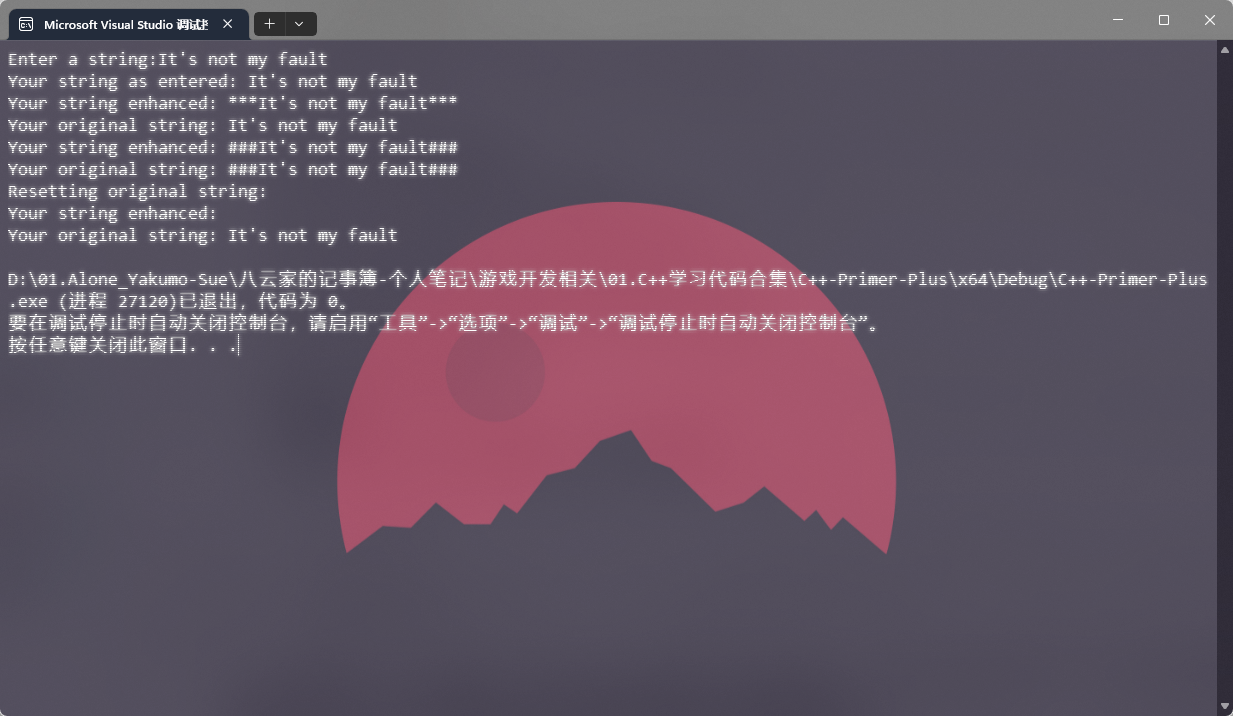 Microsoft Visual Studio 调试
Enter a string:It's not my fault
Your string as entered: It's not my fault
Your string enhanced: ***It's not my fault***
Your original string: It's not my fault
Your string enhanced: ###It's not my fault###
Your original string: ###It's not my fault###
Resetting original string:
Your string enhanced:
Your original string: It's not my fault
D:\01.Alone_Yakumo-Sue\八云家的记事簿-个人笔记\游戏开发相关\01.C++学习代码合集\C++-Primer-Plus\x64\Debug\C++-Primer-Plus
.exe (进程 27120)已退出，代码为 0。
要在调试停止时自动关闭控制台，请启用“工具”->“选项”->“调试”->“调试停止时自动关闭控制台”。
按任意键关闭此窗口. . .